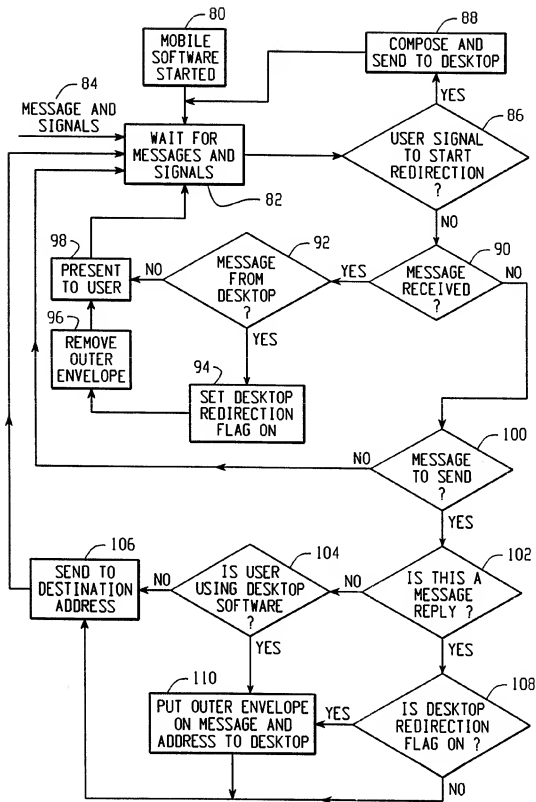 80
MOBILE
SOFTWARE
STARTED
88
COMPOSE AND
SEND TO DESKTOP
84
MESSAGE AND
SIGNALS
YES
86
WAIT FOR
MESSAGES AND
SIGNALS
82
USER SIGNAL
TO START
REDIRECTION
?
NO
98
PRESENT
TO USER
NO
92
MESSAGE
FROM
DESKTOP
?
YES
90
MESSAGE
RECEIVED
?
NO
96
REMOVE
OUTER
ENVELOPE
YES
94
SET DESKTOP
REDIRECTION
FLAG ON
100
MESSAGE
TO SEND
?
NO
YES
106
SEND TO
DESTINATION
ADDRESS
NO
104
IS USER
USING DESKTOP
SOFTWARE
?
NO
102
IS THIS A
MESSAGE
REPLY ?
YES
YES
110
PUT OUTER ENVELOPE
ON MESSAGE AND
ADDRESS TO DESKTOP
YES
108
IS DESKTOP
REDIRECTION
FLAG ON ?
NO